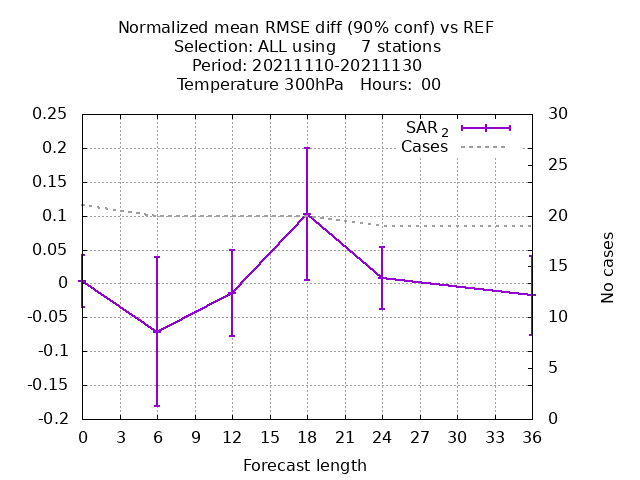 Normalized mean RMSE diff (90% conf) vs REF
Selection: ALL using 7 stations
Period: 20211110-20211130
Temperature 300hPa Hours: 00
SAR 2
Cases
0.25
0.2
0.15
0.1
0.05
0
-0.05
-0.1
-0.15
-0.2
30
25
20
15
10
5
0
No cases
0 3 6 9 12 15 18 21 24 27 30 33 36
Forecast length